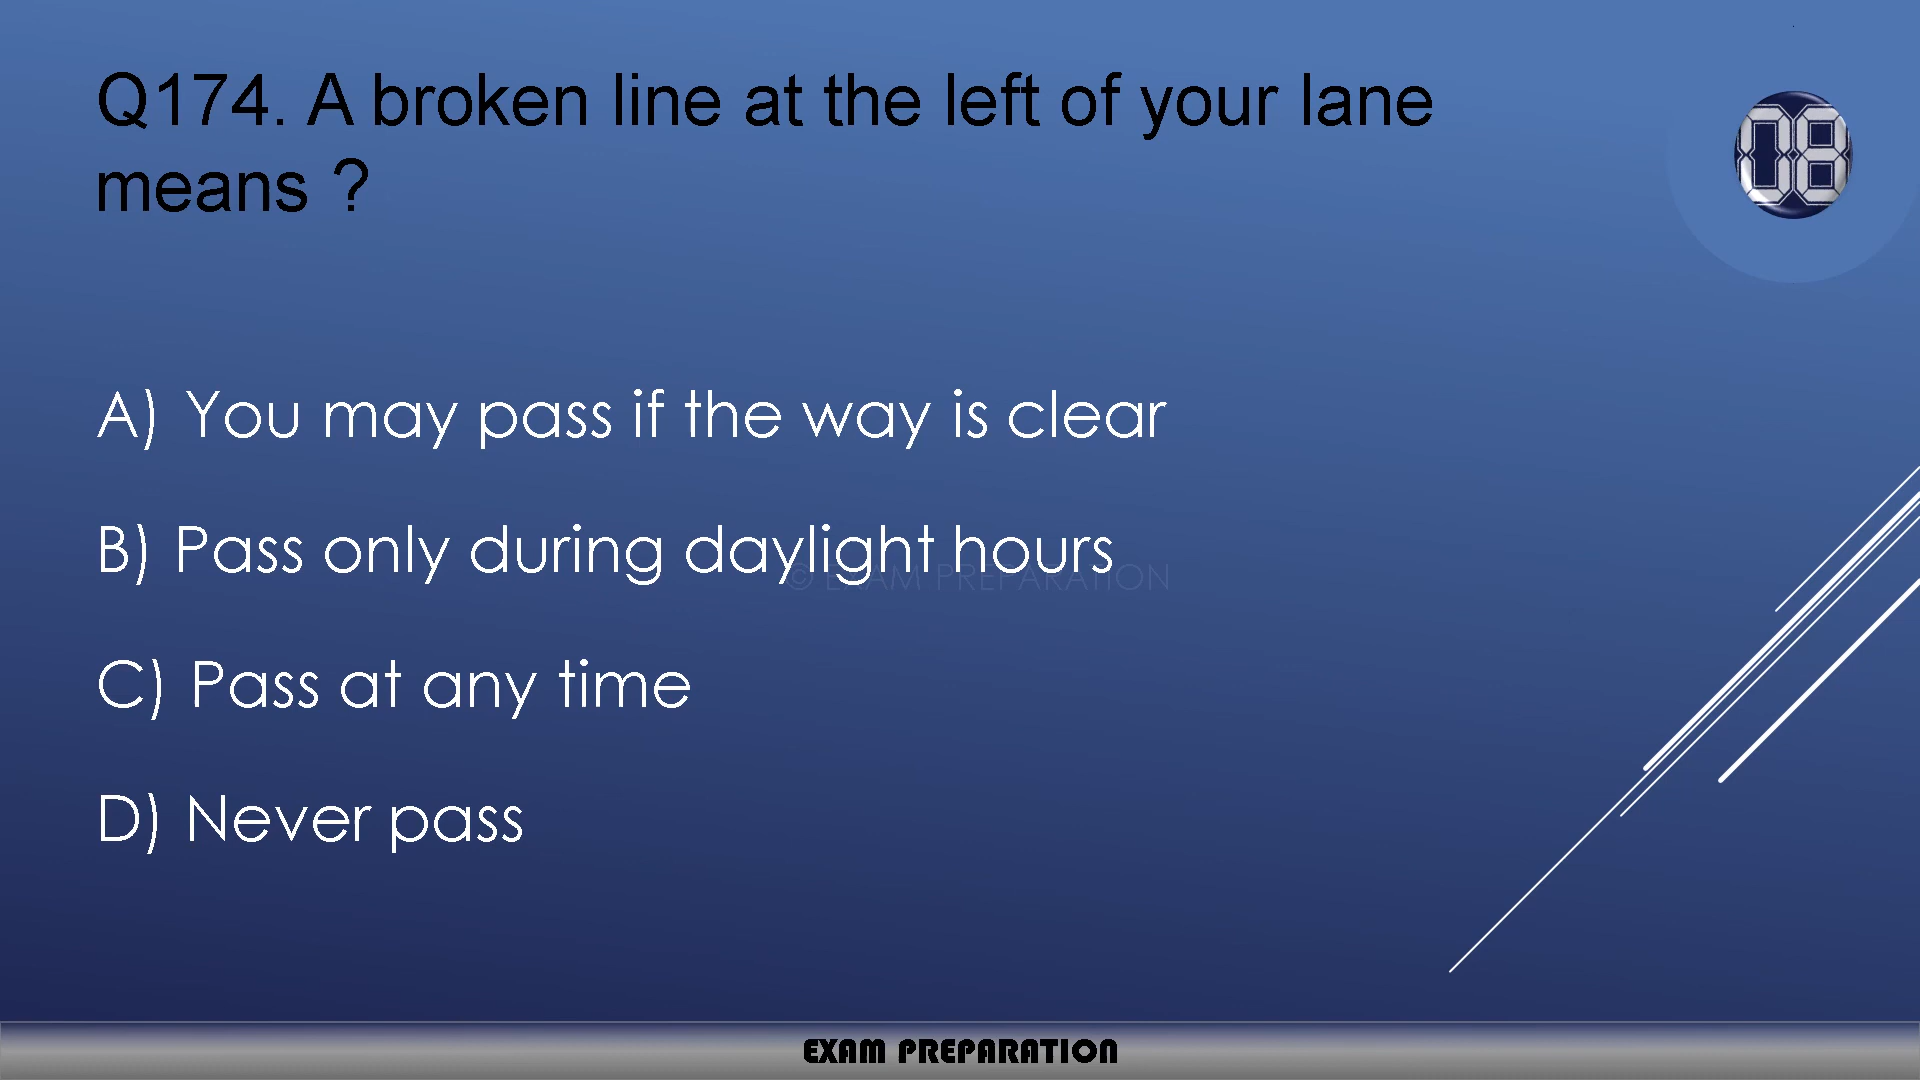 Q174. A broken line at the left of your lane
means ?
08
A) You may pass if the way is clear
B) Pass only during daylight hours
© EXAM PREPARATION
C) Pass at any time
D) Never pass
EXAM PREPARATION